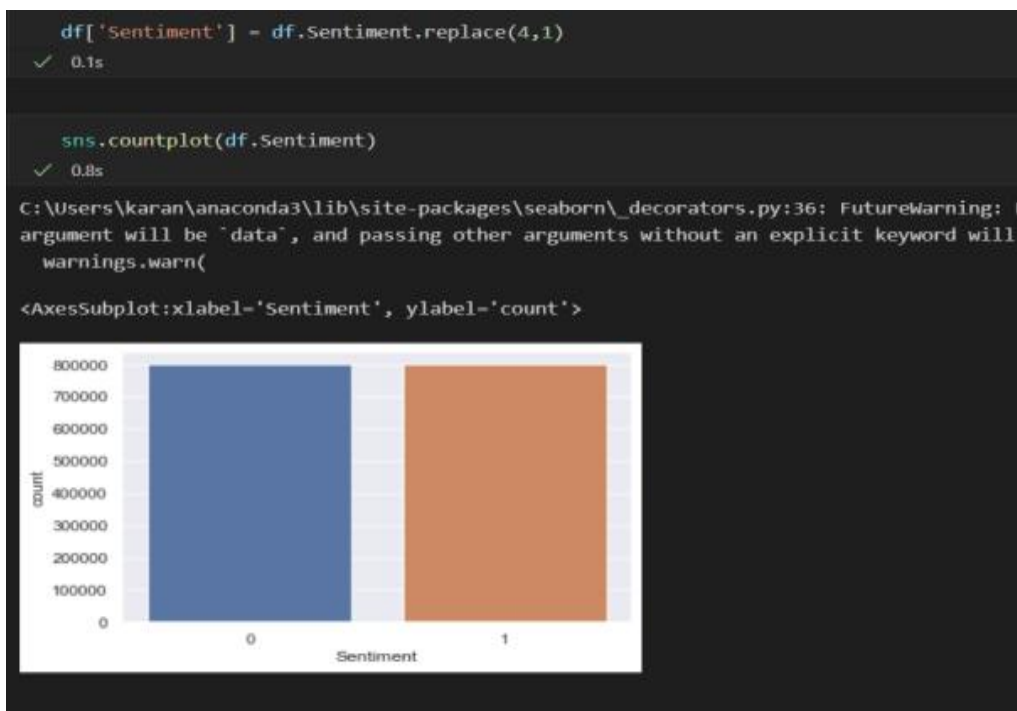 df['Sentiment'] = df.Sentiment.replace(4,1)
✓ 0.1s
sns.countplot(df.Sentiment)
✓ 0.8s
C:\Users\karan\anaconda3\lib\site-packages\seaborn\_decorators.py:36: FutureWarning:
argument will be `data`, and passing other arguments without an explicit keyword will
warnings.warn(
<AxesSubplot:xlabel='Sentiment', ylabel='count'>
800000
700000
600000
500000
400000
300000
200000
100000
0
count
0 1
Sentiment